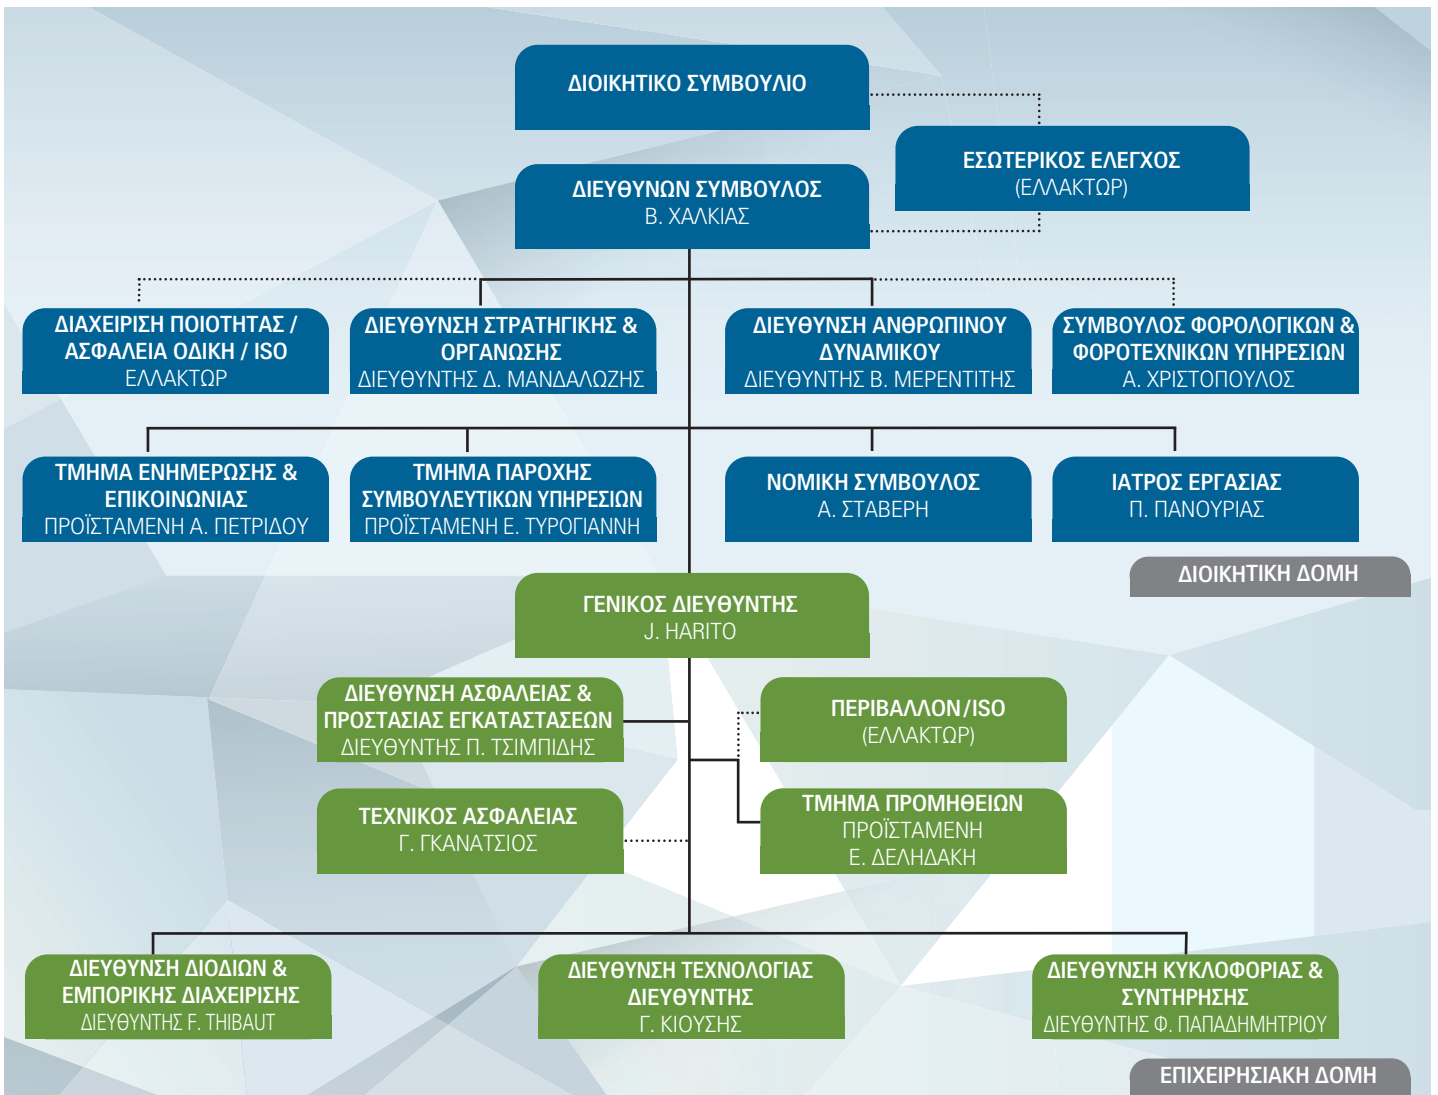 ΔΙΟΙΚΗΤΙΚΟ ΣΥΜΒΟΥΛΙΟ
ΕΣΩΤΕΡΙΚΟΣ ΕΛΕΓΧΟΣ
(ΕΛΛΑΚΤΩΡ)
ΔΙΕΥΘΥΝΩΝ ΣΥΜΒΟΥΛΟΣ
Β. ΧΑΛΚΙΑΣ
ΔΙΑΧΕΙΡΙΣΗ ΠΟΙΟΤΗΤΑΣ /
ΑΣΦΑΛΕΙΑ ΟΔΙΚΗ / ISO
ΕΛΛΑΚΤΩΡ
ΔΙΕΥΘΥΝΣΗ ΣΤΡΑΤΗΓΙΚΗΣ &
ΟΡΓΑΝΩΣΗΣ
ΔΙΕΥΘΥΝΤΗΣ Δ. ΜΑΝΔΑΛΩΖΗΣ
ΔΙΕΥΘΥΝΣΗ ΑΝΘΡΩΠΙΝΟΥ
ΔΥΝΑΜΙΚΟΥ
ΔΙΕΥΘΥΝΤΗΣ Β. ΜΕΡΕΝΤΙΤΗΣ
ΣΥΜΒΟΥΛΟΣ ΦΟΡΟΛΟΓΙΚΩΝ &
ΦΟΡΟΤΕΧΝΙΚΩΝ ΥΠΗΡΕΣΙΩΝ
Α. ΧΡΙΣΤΟΠΟΥΛΟΣ
ΤΜΗΜΑ ΕΝΗΜΕΡΩΣΗΣ &
ΕΠΙΚΟΙΝΩΝΙΑΣ
ΠΡΟΪΣΤΑΜΕΝΗ Α. ΠΕΤΡΙΔΟΥ
ΤΜΗΜΑ ΠΑΡΟΧΗΣ
ΣΥΜΒΟΥΛΕΥΤΙΚΩΝ ΥΠΗΡΕΣΙΩΝ
ΠΡΟΪΣΤΑΜΕΝΗ Ε. ΤΥΡΟΓΙΑΝΝΗ
ΝΟΜΙΚΗ ΣΥΜΒΟΥΛΟΣ
Α. ΣΤΑΒΕΡΗ
ΙΑΤΡΟΣ ΕΡΓΑΣΙΑΣ
Π. ΠΑΝΟΥΡΙΑΣ
ΔΙΟΙΚΗΤΙΚΗ ΔΟΜΗ
ΓΕΝΙΚΟΣ ΔΙΕΥΘΥΝΤΗΣ
J. HARITO
ΔΙΕΥΘΥΝΣΗ ΑΣΦΑΛΕΙΑΣ &
ΠΡΟΣΤΑΣΙΑΣ ΕΓΚΑΤΑΣΤΑΣΕΩΝ
ΔΙΕΥΘΥΝΤΗΣ Π. ΤΣΙΜΠΙΔΗΣ
ΠΕΡΙΒΑΛΛΟΝ/ISO
(ΕΛΛΑΚΤΩΡ)
ΤΕΧΝΙΚΟΣ ΑΣΦΑΛΕΙΑΣ
Γ. ΓΚΑΝΑΤΣΙΟΣ
ΤΜΗΜΑ ΠΡΟΜΗΘΕΙΩΝ
ΠΡΟΪΣΤΑΜΕΝΗ
Ε. ΔΕΛΗΔΑΚΗ
ΔΙΕΥΘΥΝΣΗ ΔΙΟΔΙΩΝ &
ΕΜΠΟΡΙΚΗΣ ΔΙΑΧΕΙΡΙΣΗΣ
ΔΙΕΥΘΥΝΤΗΣ F. THIBAUT
ΔΙΕΥΘΥΝΣΗ ΤΕΧΝΟΛΟΓΙΑΣ
ΔΙΕΥΘΥΝΤΗΣ
Γ. ΚΙΟΥΣΗΣ
ΔΙΕΥΘΥΝΣΗ ΚΥΚΛΟΦΟΡΙΑΣ &
ΣΥΝΤΗΡΗΣΗΣ
ΔΙΕΥΘΥΝΤΗΣ Φ. ΠΑΠΑΔΗΜΗΤΡΙΟΥ
ΕΠΙΧΕΙΡΗΣΙΑΚΗ ΔΟΜΗ